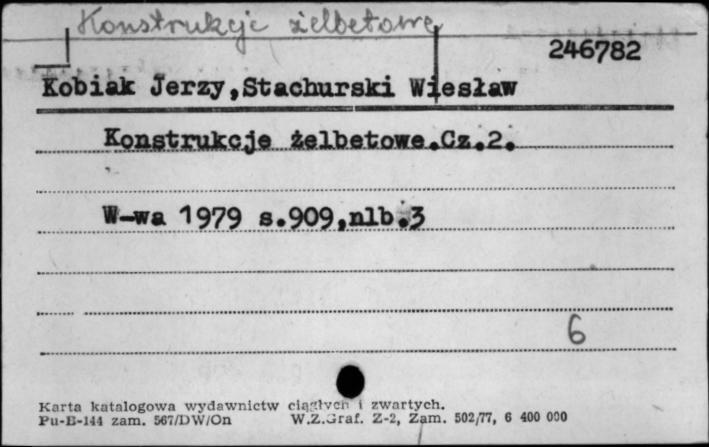 Konstrukcje żelbetowe
246782
Kobiak Jerzy,Stachurski Wiesław
Konstrukcje żelbetowe.Cz.2.
W-wa 1979 s.909,nlb.3
6
Karta katalogowa wydawnictw ciągłych i zwartych.
Pu-B-144 zam. 567/DW/On W.Z.Graf. Z-2, Zam. 502/77, 6 400 000